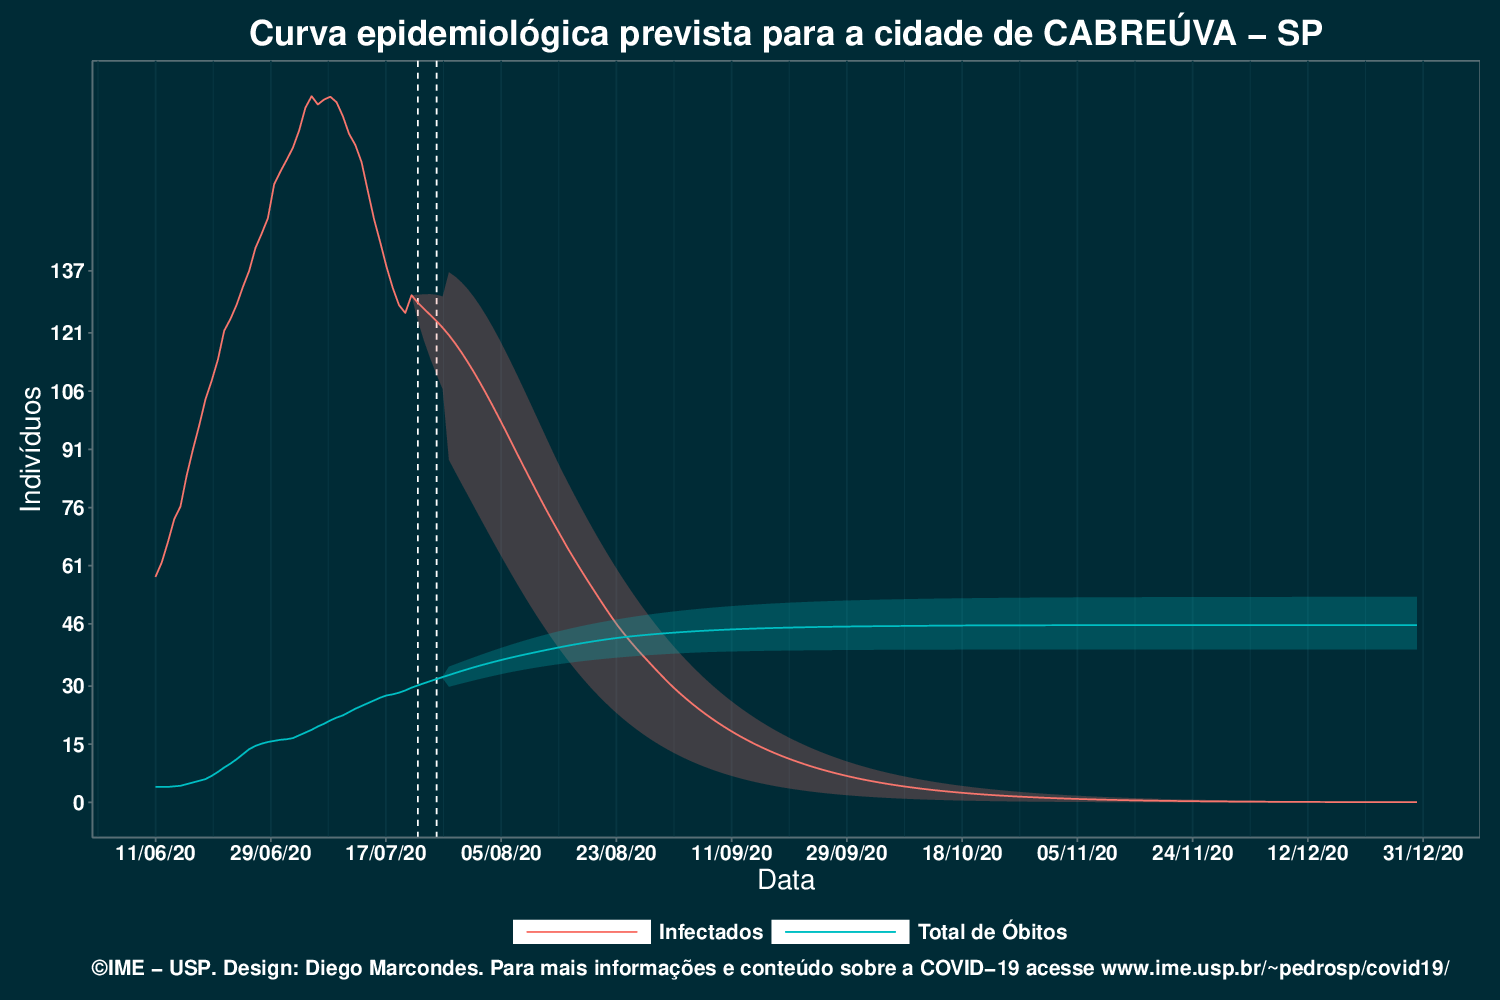 Curva epidemiológica prevista para a cidade de CABREÚVA – SP
Indivíduos
137
121
106
91
76
61
46
30
15
0
11/06/20 29/06/20 17/07/20 05/08/20 23/08/20 11/09/20 29/09/20 18/10/20 05/11/20 24/11/20 12/12/20 31/12/20
Data
Infectados Total de Óbitos
©IME – USP. Design: Diego Marcondes. Para mais informações e conteúdo sobre a COVID–19 acesse www.ime.usp.br/~pedrosp/covid19/